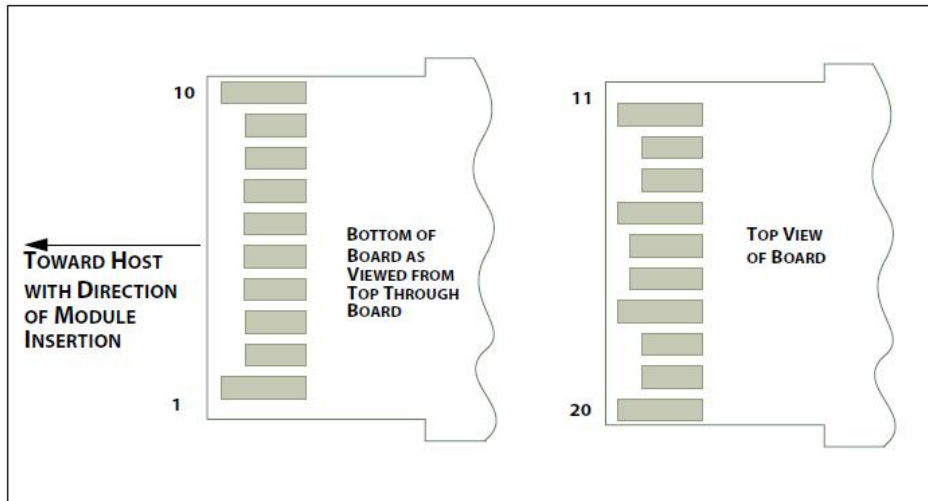 10
11
TOWARD HOST
WITH DIRECTION
OF MODULE
INSERTION
BOTTOM OF
BOARD AS
VIEWED FROM
TOP THROUGH
BOARD
TOP VIEW
OF BOARD
1
20